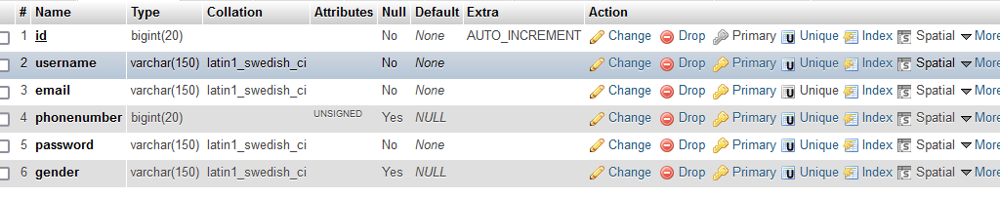 # Name Type Collation Attributes Null Default Extra Action
1 id bigint(20) No None AUTO_INCREMENT Change Drop Primary Unique Index Spatial More
2 username varchar(150) latin1_swedish_ci No None Change Drop Primary Unique Index Spatial More
3 email varchar(150) latin1_swedish_ci No None Change Drop Primary Unique Index Spatial More
4 phonenumber bigint(20) UNSIGNED Yes NULL Change Drop Primary Unique Index Spatial More
5 password varchar(150) latin1_swedish_ci No None Change Drop Primary Unique Index Spatial More
6 gender varchar(150) latin1_swedish_ci Yes NULL Change Drop Primary Unique Index Spatial More